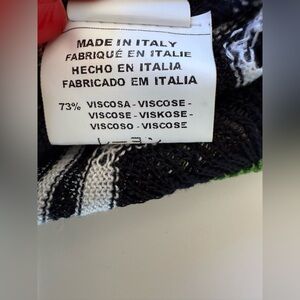 MADE IN ITALY
FABRIQUÉ EN ITALIE
HECHO EN ITALIA
FABRICADO EM ITALIA
73% VISCOSA - VISCOSE -
VISCOSE - VISKOSE -
VISCOSO - VISCOSE